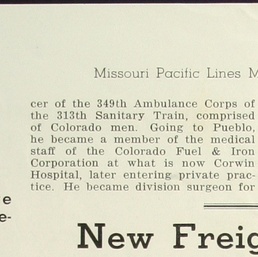 Missouri Pacific Lines M
cer of the 349th Ambulance Corps of
the 313th Sanitary Train, comprised
of Colorado men. Going to Pueblo,
he became a member of the medical
staff of the Colorado Fuel & Iron
Corporation at what is now Corwin
Hospital, later entering private prac-
tice. He became division surgeon for
e
e-
New Freig